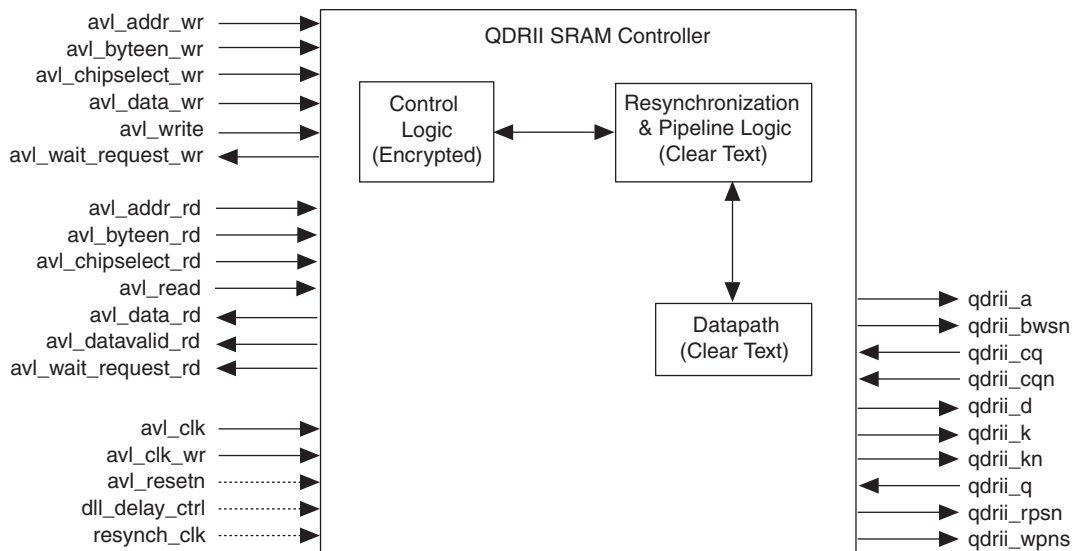 QDRII SRAM Controller
avl_addr_wr
avl_byteen_wr
avl_chipselect_wr
avl_data_wr
avl_write
avl_wait_request_wr
avl_addr_rd
avl_byteen_rd
avl_chipselect_rd
avl_read
avl_data_rd
avl_datavalid_rd
avl_wait_request_rd
avl_clk
avl_clk_wr
avl_resetn
dll_delay_ctrl
resynch_clk
Control
Logic
(Encrypted)
Resynchronization
& Pipeline Logic
(Clear Text)
Datapath
(Clear Text)
qdrii_a
qdrii_bwsn
qdrii_cq
qdrii_cqn
qdrii_d
qdrii_k
qdrii_kn
qdrii_q
qdrii_rpsn
qdrii_wpns